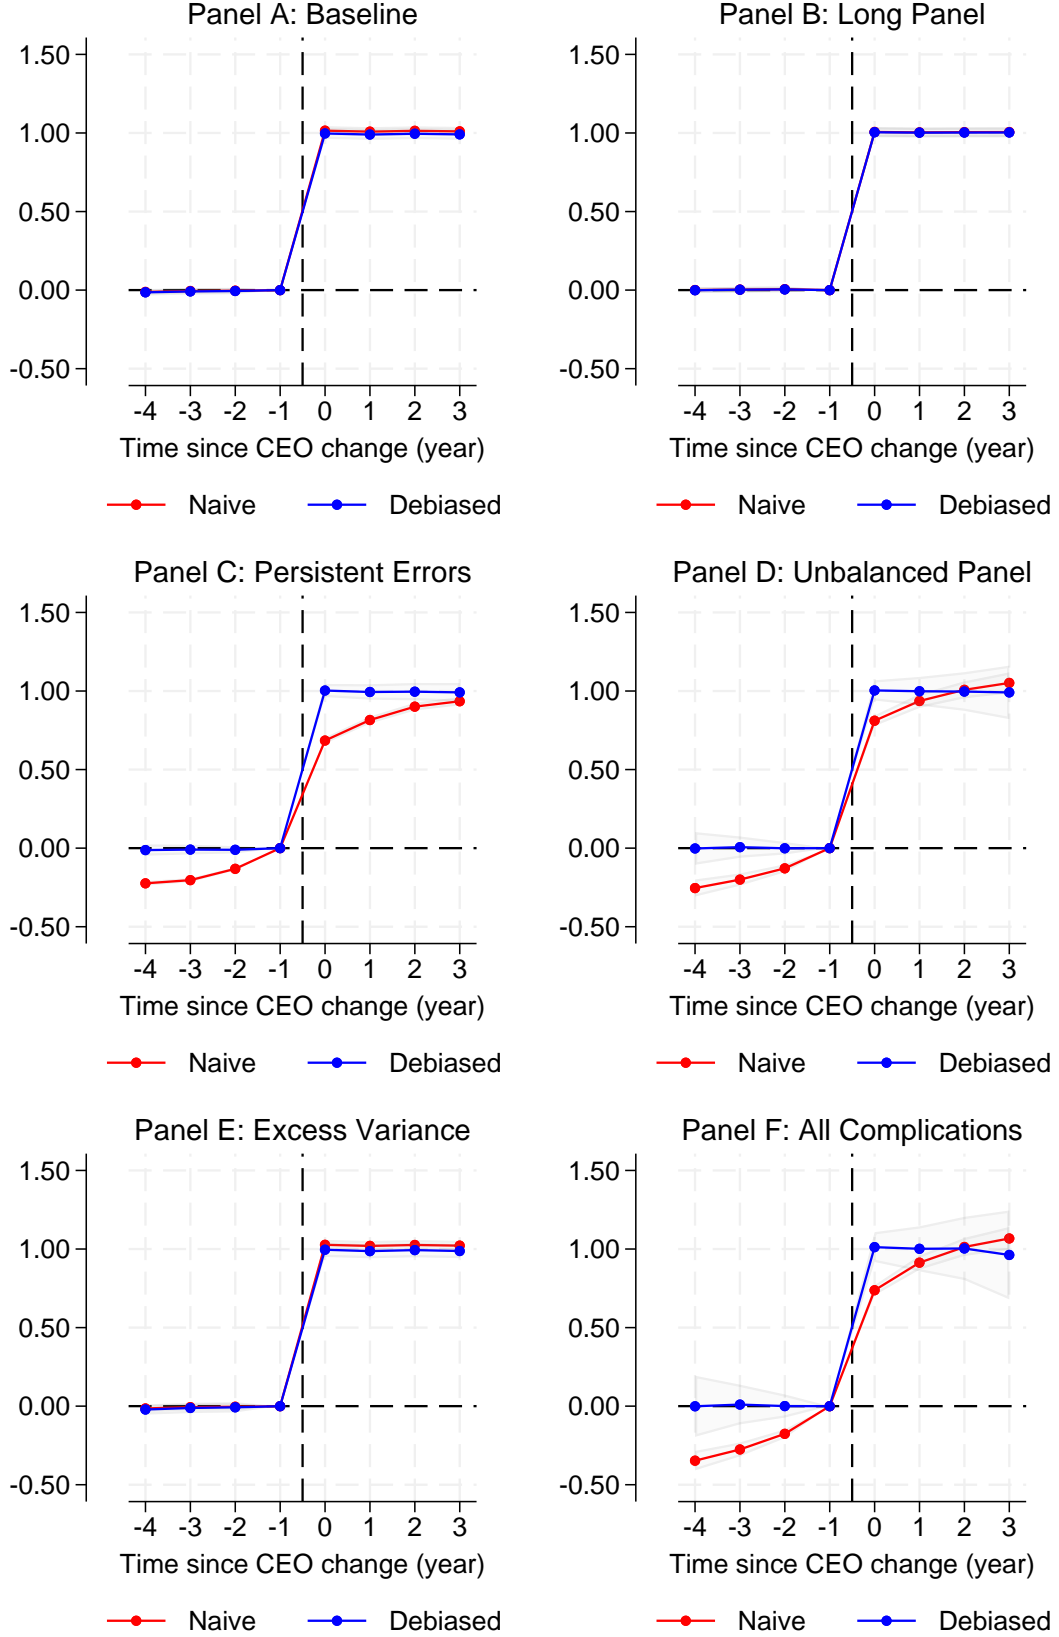 Panel A: Baseline
1.50
1.00
0.50
0.00
-0.50
-4 -3 -2 -1 0 1 2 3
Time since CEO change (year)
Naive Debiased
Panel B: Long Panel
1.50
1.00
0.50
0.00
-0.50
-4 -3 -2 -1 0 1 2 3
Time since CEO change (year)
Naive Debiased
Panel C: Persistent Errors
1.50
1.00
0.50
0.00
-0.50
-4 -3 -2 -1 0 1 2 3
Time since CEO change (year)
Naive Debiased
Panel D: Unbalanced Panel
1.50
1.00
0.50
0.00
-0.50
-4 -3 -2 -1 0 1 2 3
Time since CEO change (year)
Naive Debiased
Panel E: Excess Variance
1.50
1.00
0.50
0.00
-0.50
-4 -3 -2 -1 0 1 2 3
Time since CEO change (year)
Naive Debiased
Panel F: All Complications
1.50
1.00
0.50
0.00
-0.50
-4 -3 -2 -1 0 1 2 3
Time since CEO change (year)
Naive Debiased